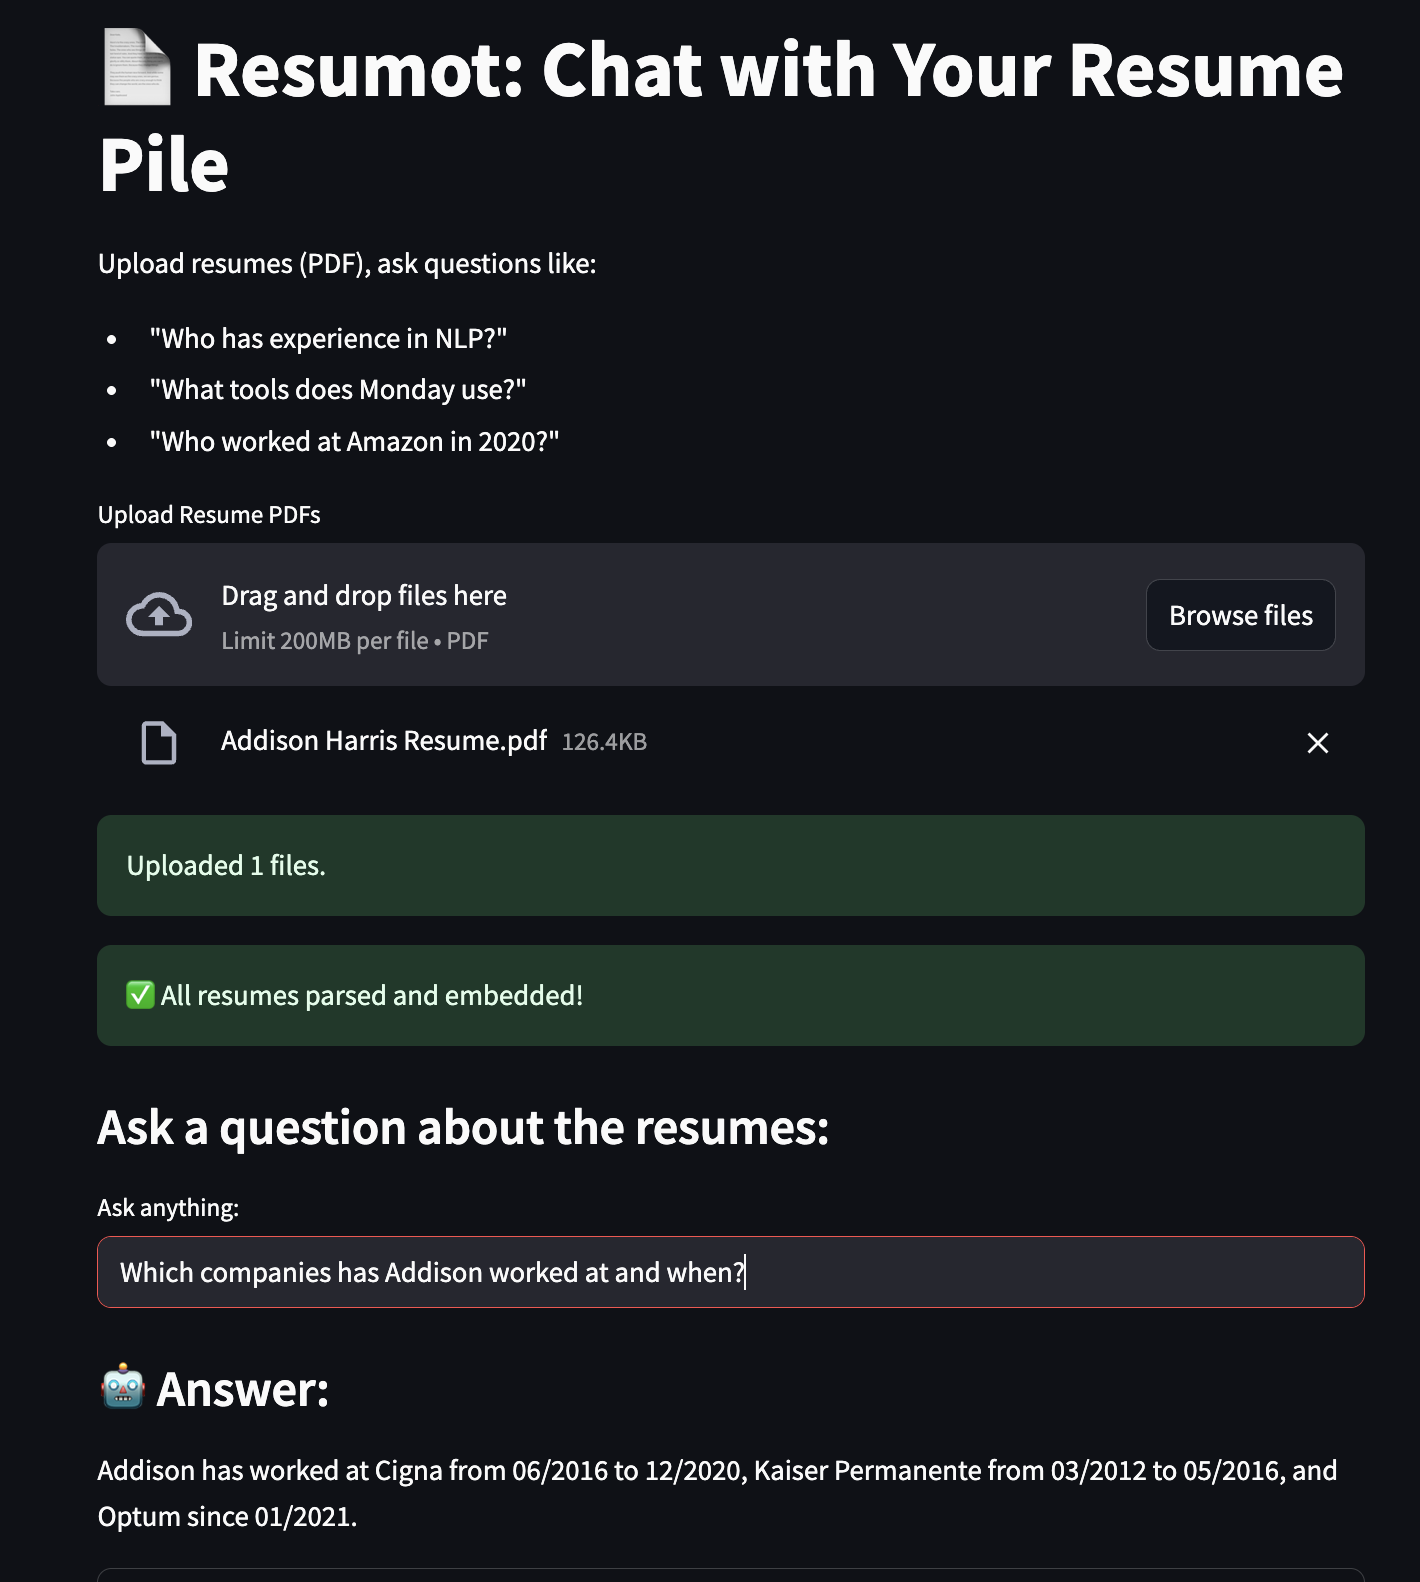 Resumot: Chat with Your Resume
Pile
Upload resumes (PDF), ask questions like:
• "Who has experience in NLP?"
• "What tools does Monday use?"
• "Who worked at Amazon in 2020?"
Upload Resume PDFs
Drag and drop files here
Limit 200MB per file • PDF
Browse files
Addison Harris Resume.pdf 126.4KB
Uploaded 1 files.
✅ All resumes parsed and embedded!
Ask a question about the resumes:
Ask anything:
Which companies has Addison worked at and when?
🤖 Answer:
Addison has worked at Cigna from 06/2016 to 12/2020, Kaiser Permanente from 03/2012 to 05/2016, and
Optum since 01/2021.